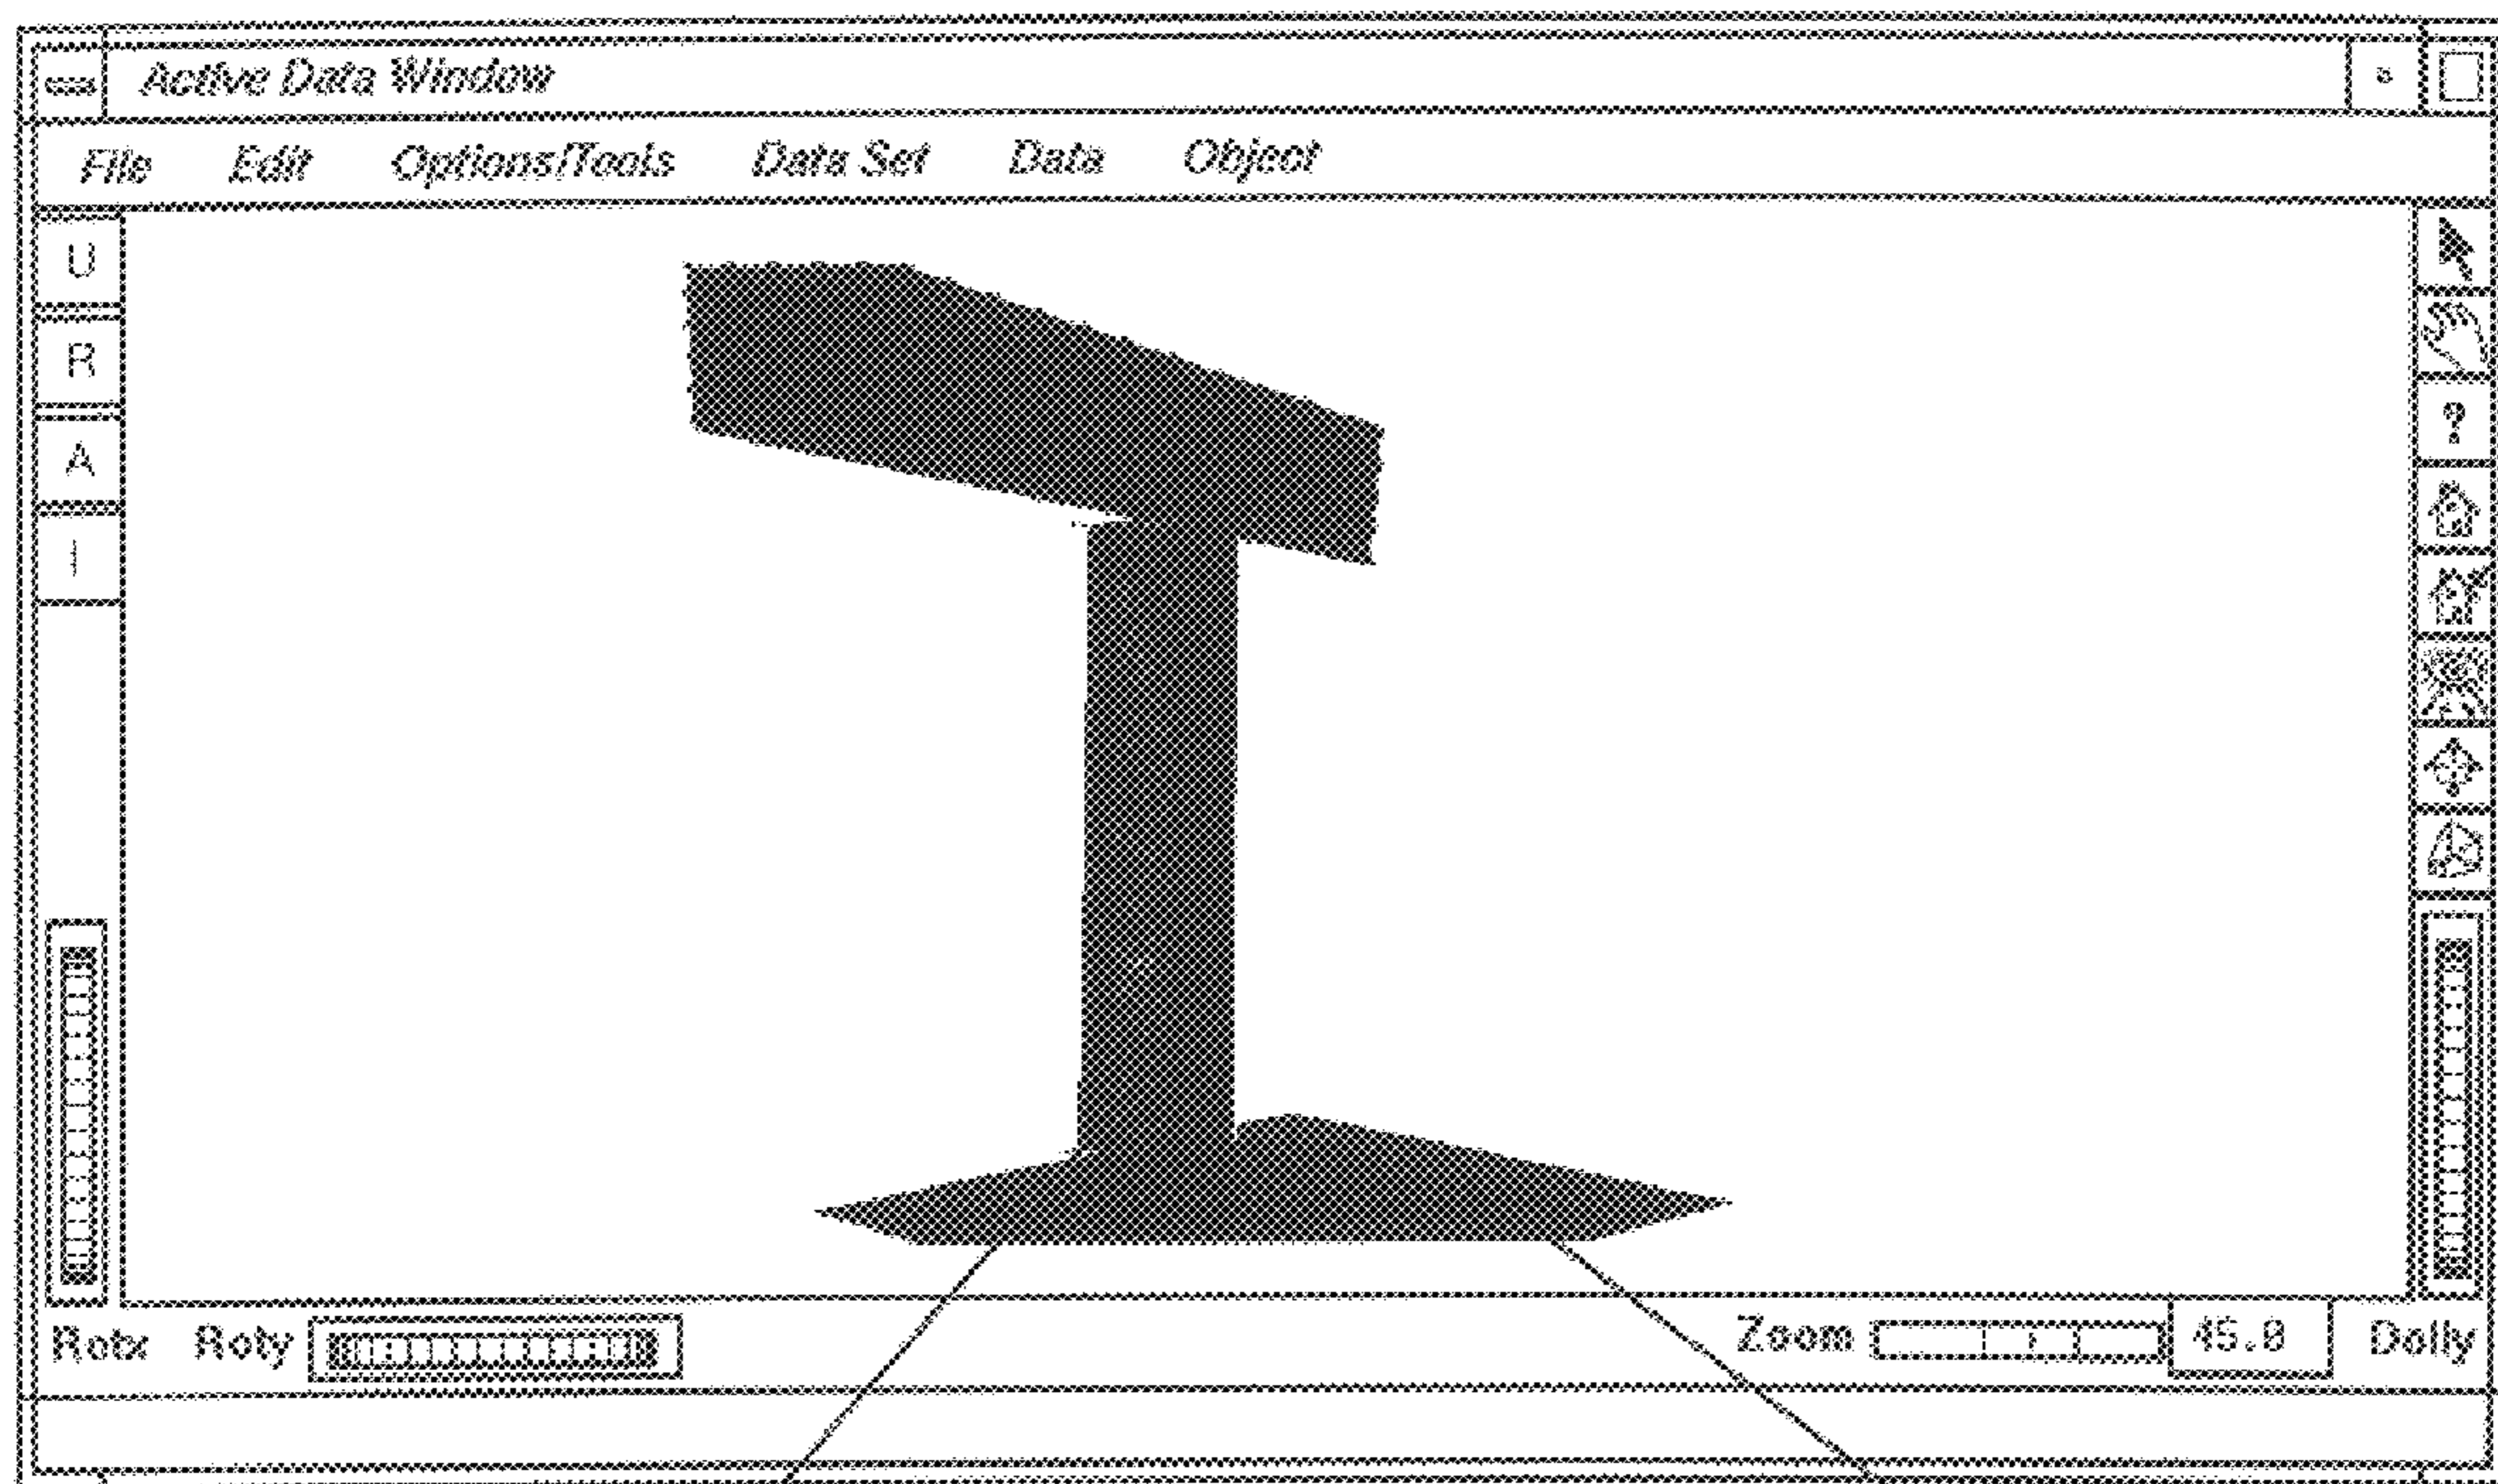 Active Data Window
File Edit Options/Tools Data Set Data Object
U
R
A
I
?
Rotx Roty Zoom 45.0 Dolly